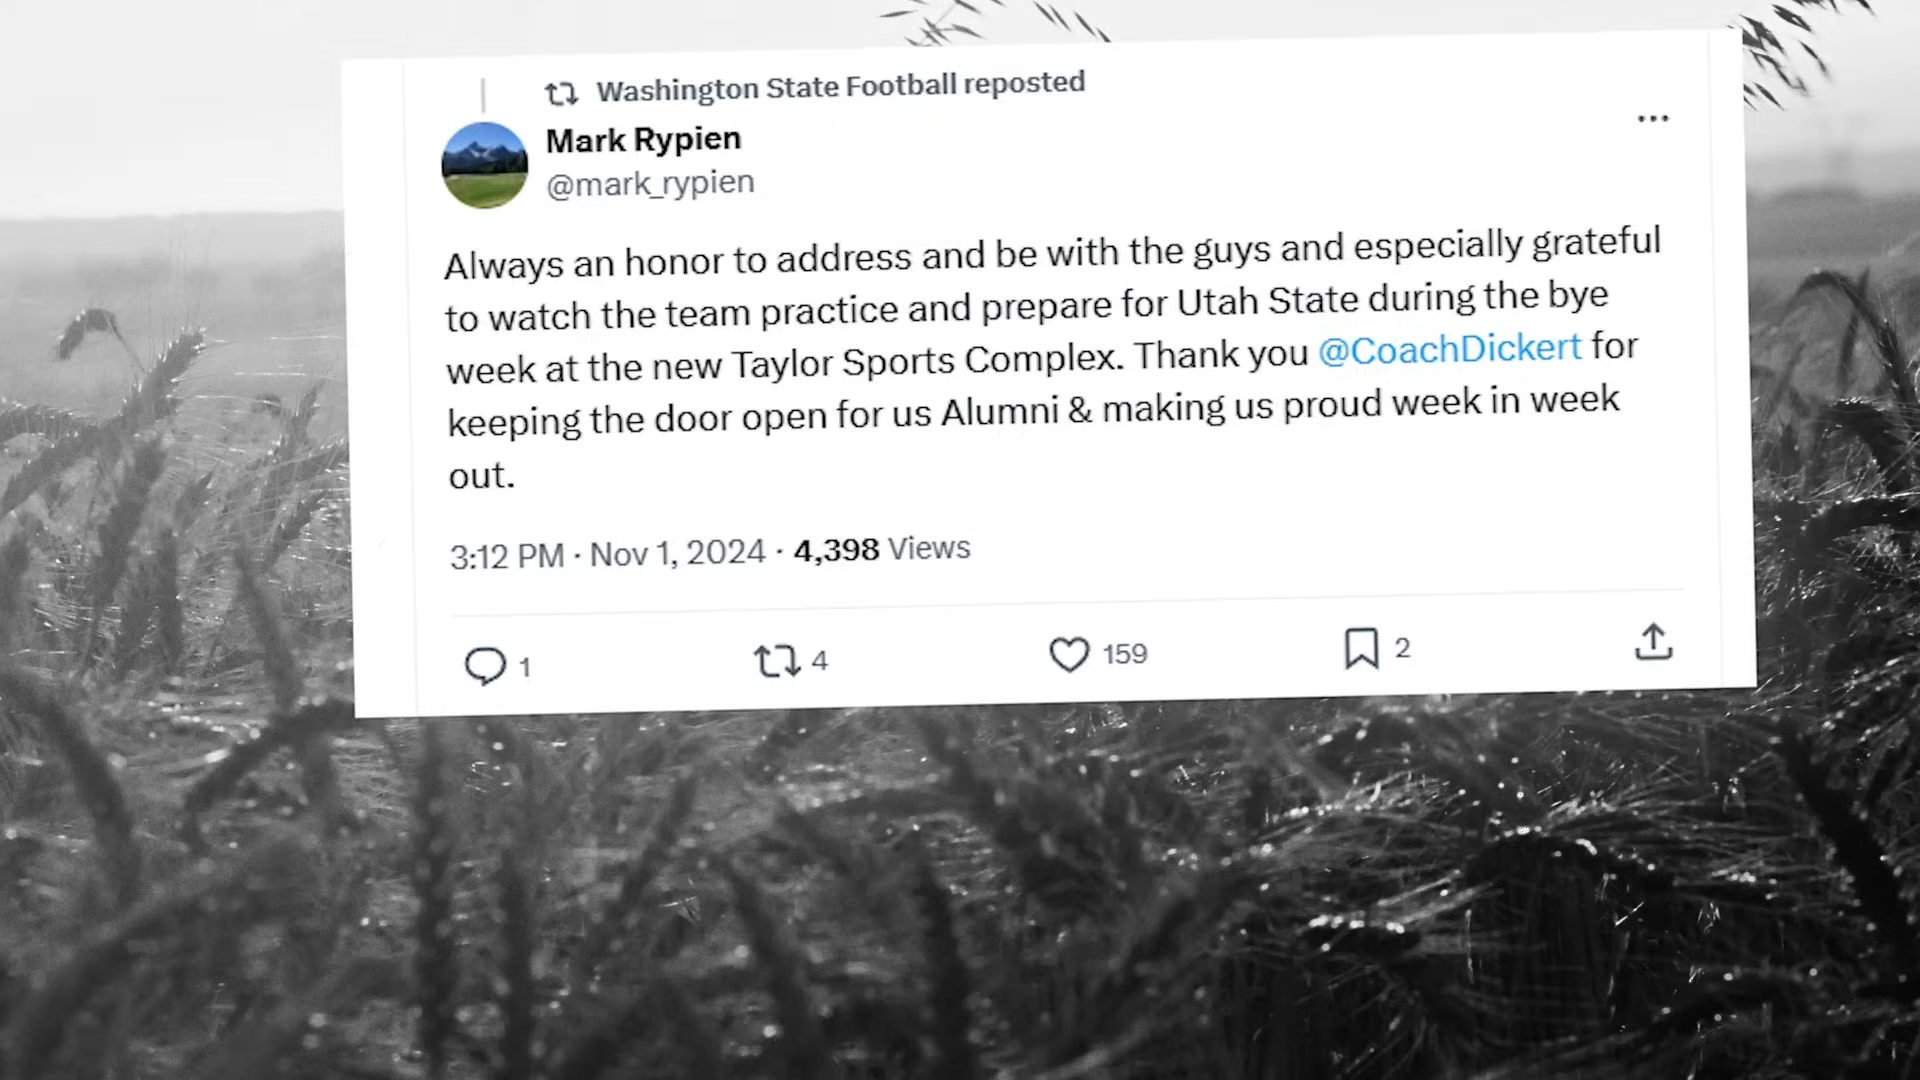 Washington State Football reposted
Mark Rypien
@mark_rypien
Always an honor to address and be with the guys and especially grateful
to watch the team practice and prepare for Utah State during the bye
week at the new Taylor Sports Complex. Thank you @CoachDickert for
keeping the door open for us Alumni & making us proud week in week
out.
3:12 PM · Nov 1, 2024 · 4,398 Views
1 4 159 2